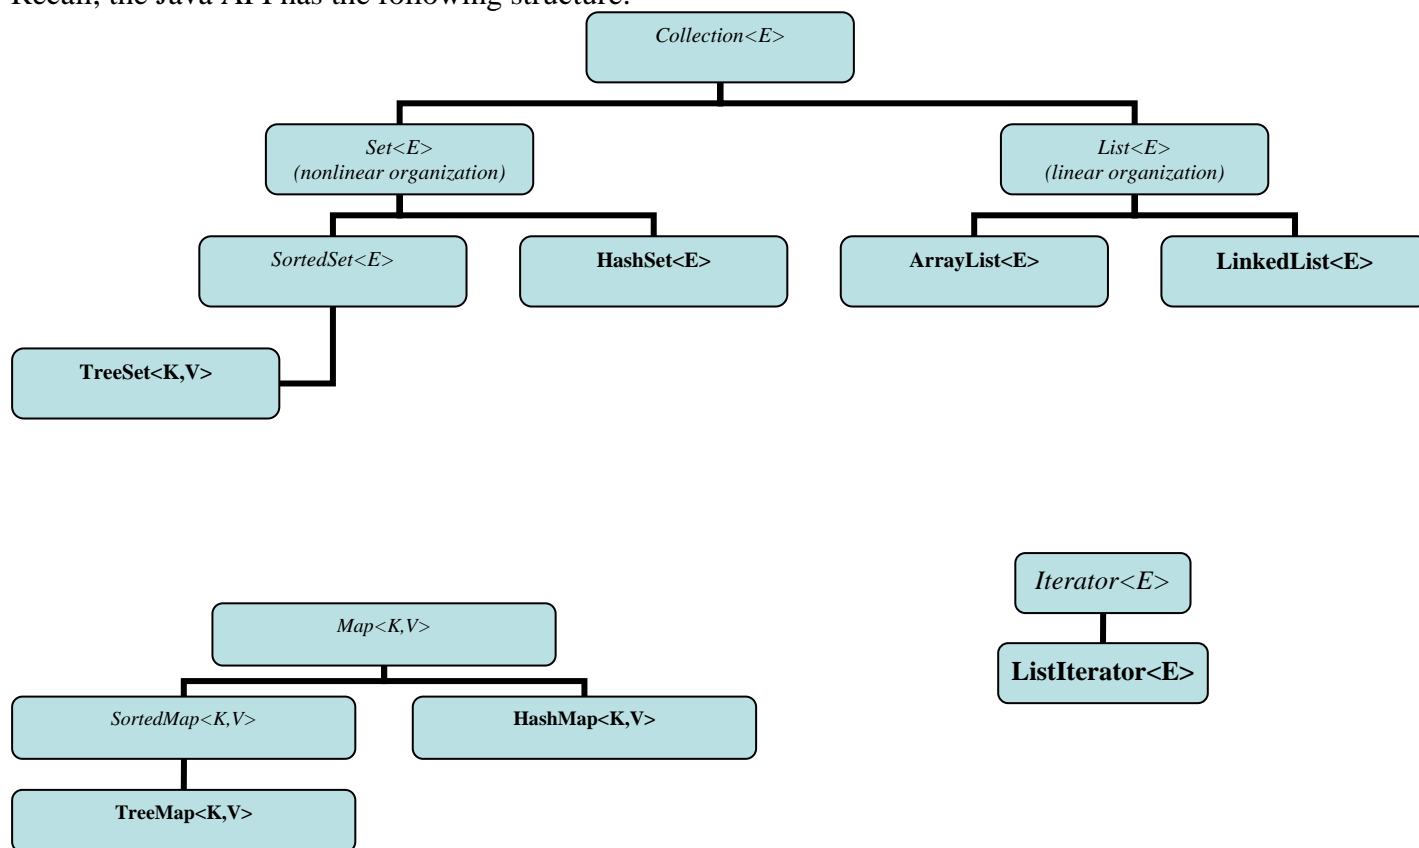 Recall, the Java API has the following structure:
Collection<E>
Set<E>
(nonlinear organization)
List<E>
(linear organization)
SortedSet<E>
HashSet<E>
ArrayList<E>
LinkedList<E>
TreeSet<K,V>
Iterator<E>
Map<K,V>
ListIterator<E>
SortedMap<K,V>
HashMap<K,V>
TreeMap<K,V>